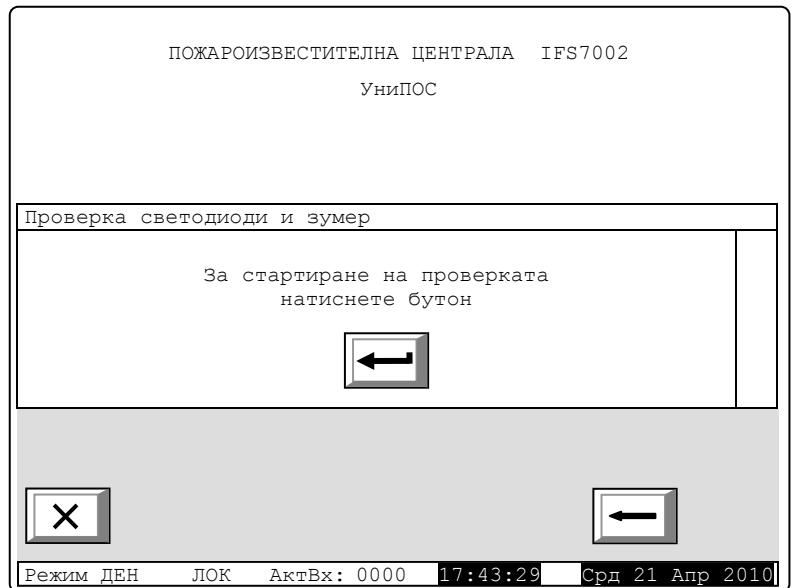 ПОЖАРОИЗВЕСТИТЕЛНА ЦЕНТРАЛА IFS7002
УниПОС
Проверка светодиоди и зумер
За стартиране на проверката
натиснете бутон
Режим ДЕН ЛОК АктВх: 0000 17:43:29 Срд 21 Апр 2010